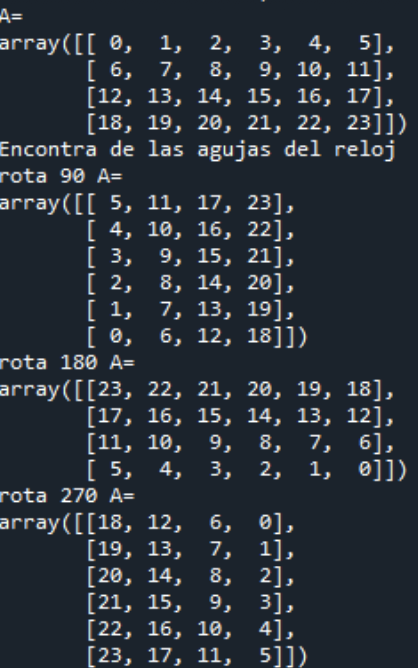 A=
array([[ 0,  1,  2,  3,  4,  5],
       [ 6,  7,  8,  9, 10, 11],
       [12, 13, 14, 15, 16, 17],
       [18, 19, 20, 21, 22, 23]])
Encontra de las agujas del reloj
rota 90 A=
array([[ 5, 11, 17, 23],
       [ 4, 10, 16, 22],
       [ 3,  9, 15, 21],
       [ 2,  8, 14, 20],
       [ 1,  7, 13, 19],
       [ 0,  6, 12, 18]])
rota 180 A=
array([[23, 22, 21, 20, 19, 18],
       [17, 16, 15, 14, 13, 12],
       [11, 10,  9,  8,  7,  6],
       [ 5,  4,  3,  2,  1,  0]])
rota 270 A=
array([[18, 12,  6,  0],
       [19, 13,  7,  1],
       [20, 14,  8,  2],
       [21, 15,  9,  3],
       [22, 16, 10,  4],
       [23, 17, 11,  5]])